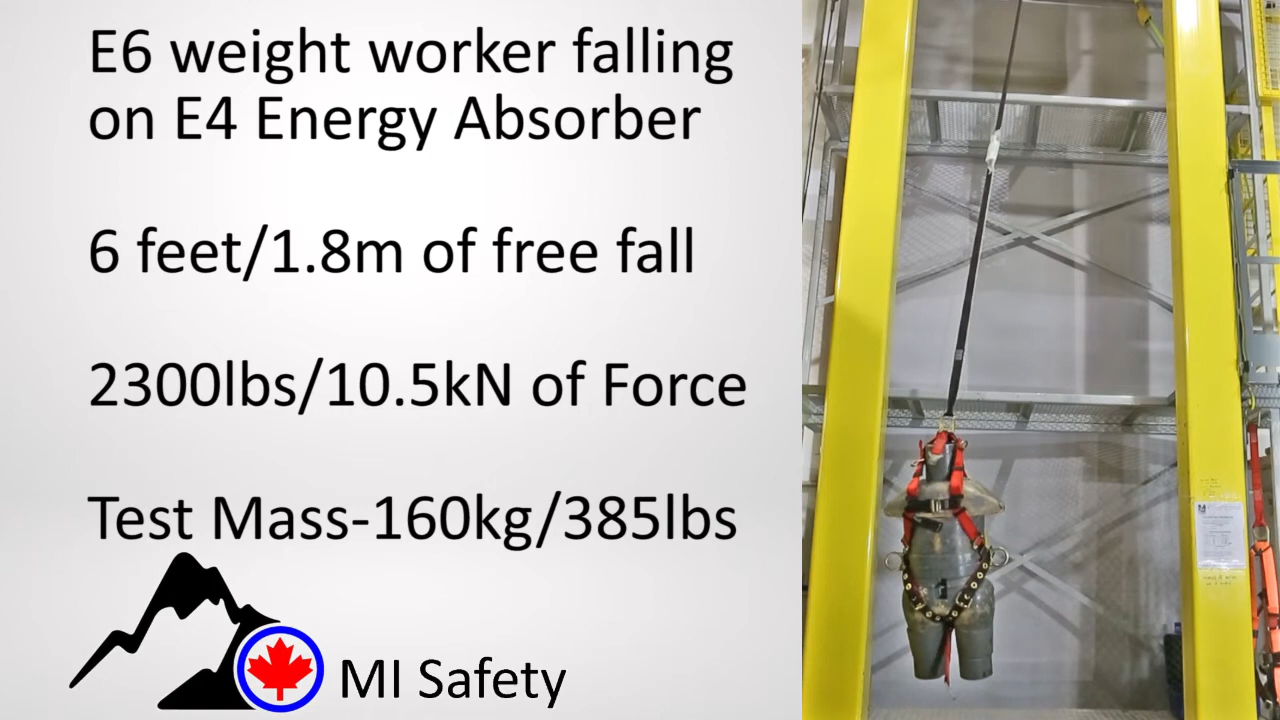 E6 weight worker falling
on E4 Energy Absorber
6 feet/1.8m of free fall
2300lbs/10.5kN of Force
Test Mass-160kg/385lbs
MI Safety